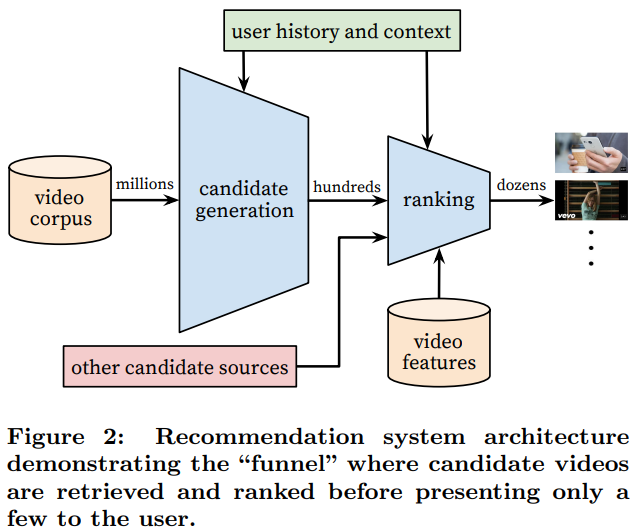 user history and context
video
corpus
millions
candidate
generation
hundreds
ranking
dozens
vevo
other candidate sources
video
features
Figure 2: Recommendation system architecture
demonstrating the “funnel” where candidate videos
are retrieved and ranked before presenting only a
few to the user.